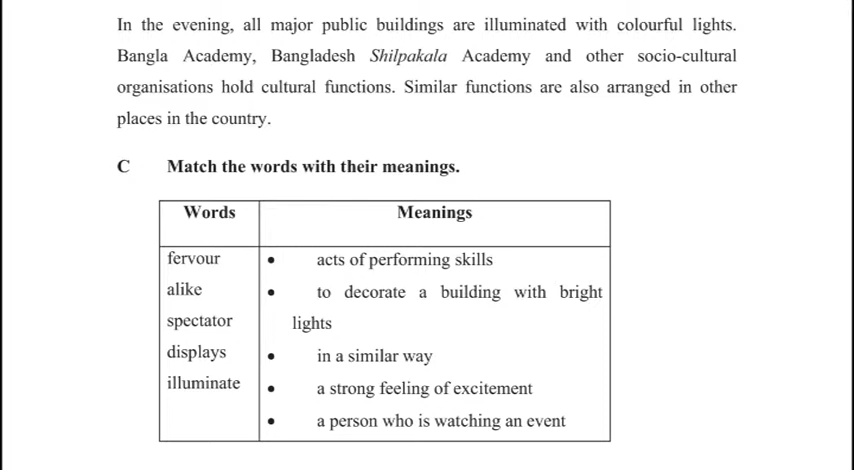 In the evening, all major public buildings are illuminated with colourful lights.
Bangla Academy, Bangladesh Shilpakala Academy and other socio-cultural
organisations hold cultural functions. Similar functions are also arranged in other
places in the country.
C Match the words with their meanings.
Words Meanings
fervour
alike
spectator
displays
illuminate
• acts of performing skills
• to decorate a building with bright
lights
• in a similar way
• a strong feeling of excitement
• a person who is watching an event